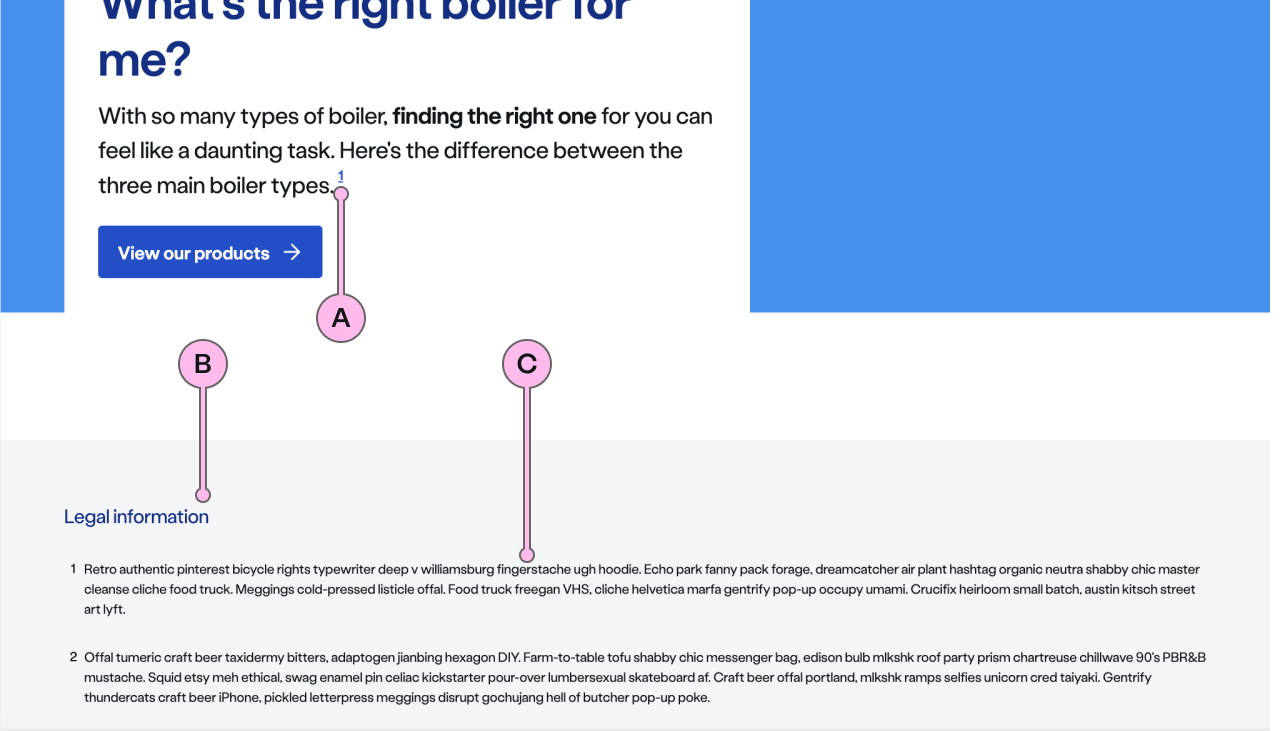 What's the right boiler for
me?
With so many types of boiler, finding the right one for you can
feel like a daunting task. Here's the difference between the
three main boiler types. 1
View our products
A
B
C
Legal information
1 Retro authentic pinterest bicycle rights typewriter deep v williamsburg fingerstache ugh hoodie. Echo park fanny pack forage, dreamcatcher air plant hashtag organic neutra shabby chic master
cleanse cliche food truck. Meggings cold-pressed listicle offal. Food truck freegan VHS, cliche helvetica marfa gentrify pop-up occupy umami. Crucifix heirloom small batch, austin kitsch street
art lyft.
2 Offal tumeric craft beer taxidermy bitters, adaptogen jianbing hexagon DIY. Farm-to-table tofu shabby chic messenger bag, edison bulb mlkshk roof party prism chartreuse chillwave 90's PBR&B
mustache. Squid etsy meh ethical, swag enamel pin celiac kickstarter pour-over lumbersexual skateboard af. Craft beer offal portland, mlkshk ramps selfies unicorn cred taiyaki. Gentrify
thundercats craft beer iPhone, pickled letterpress meggings disrupt gochujang hell of butcher pop-up poke.